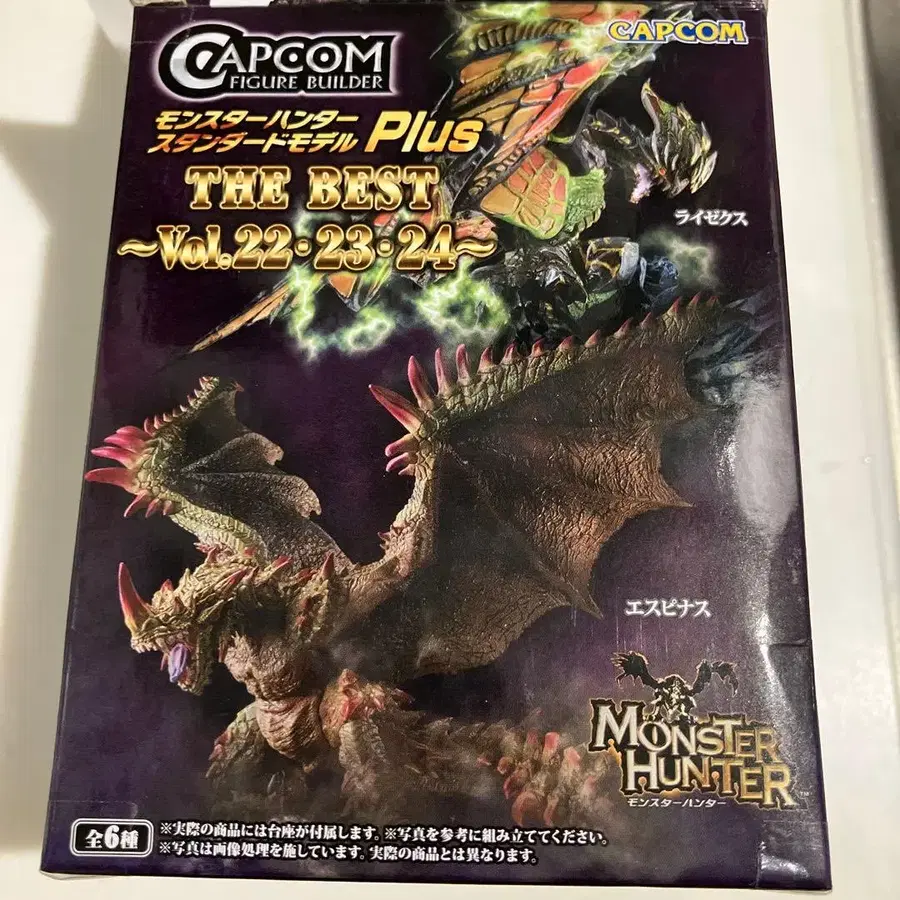 CAPCOM
FIGURE BUILDER
CAPCOM
モンスターハンター
スタンダードモデル Plus
THE BEST
~Vol.22・23・24~
ライゼクス
エスピナス
MONSTER HUNTER™
モンスターハンター
全6種
※実際の商品には台座が付属します。※写真を参考に組み立ててください。
※写真は画像処理を施しています。実際の商品とは異なります。